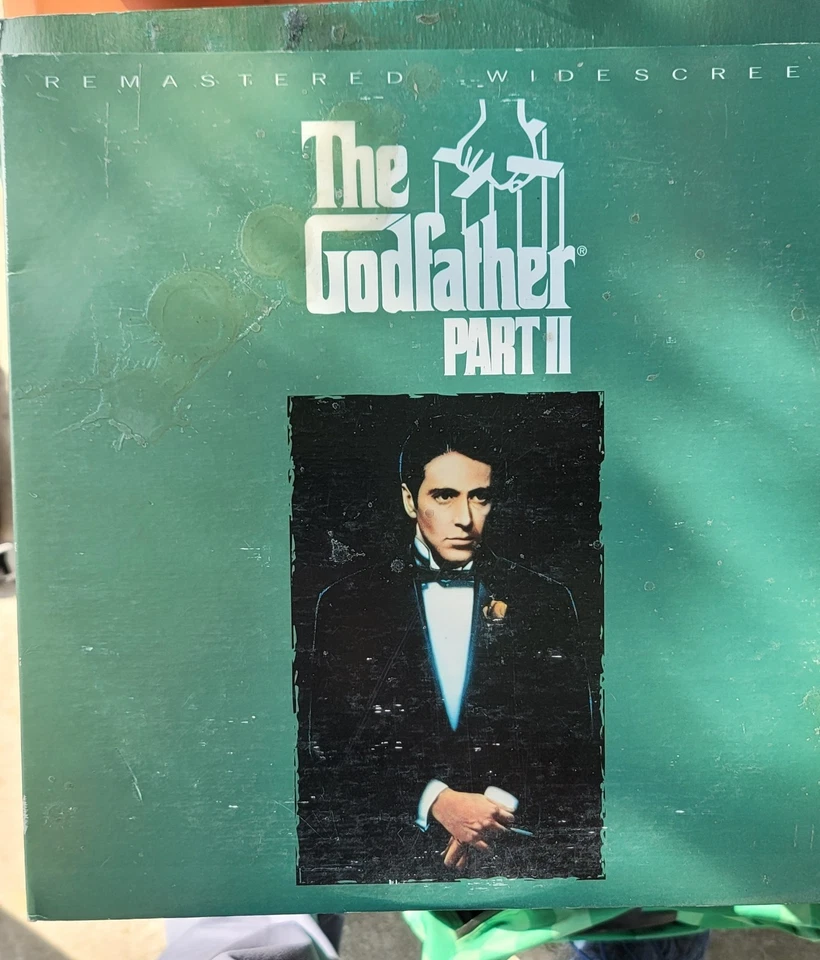 REMASTERED WIDESCREE
The
Godfather®
PART II